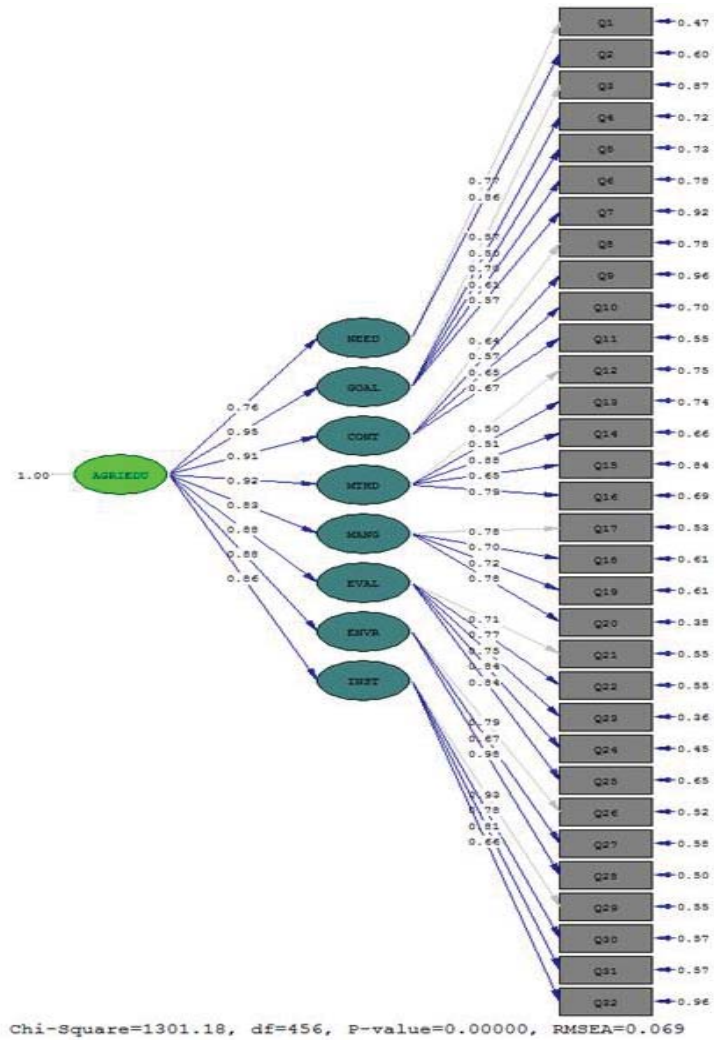 Q1 0.47
Q2 0.60
Q3 0.87
Q4 0.72
Q5 0.73
Q6 0.78
0.77
Q7 0.92
0.86
Q8 0.78
0.57
0.50
Q9 0.96
0.61
0.57
Q10 0.70
NEED
Q11 0.55
0.64
0.57
Q12 0.75
0.65
GOAL
0.67
0.76
Q13 0.74
0.95
0.50
CONT
Q14 0.66
0.51
0.91
0.88
Q15 0.84
1.00
AGRIEDU
0.65
0.92
MTHD
0.79
Q16 0.69
0.83
Q17 0.53
0.88
MANG
0.78
0.70
Q18 0.61
0.88
0.72
0.86
EVAL
0.78
Q19 0.61
Q20 0.38
0.71
ENVR
0.77
Q21 0.55
0.75
0.84
Q22 0.55
INST
0.84
Q23 0.36
0.79
Q24 0.45
0.67
0.98
Q25 0.65
0.93
Q26 0.52
0.78
0.81
Q27 0.58
0.66
Q28 0.50
Q29 0.55
Q30 0.57
Q31 0.57
Q32 0.96
Chi-Square=1301.18, df=456, P-value=0.00000, RMSEA=0.069